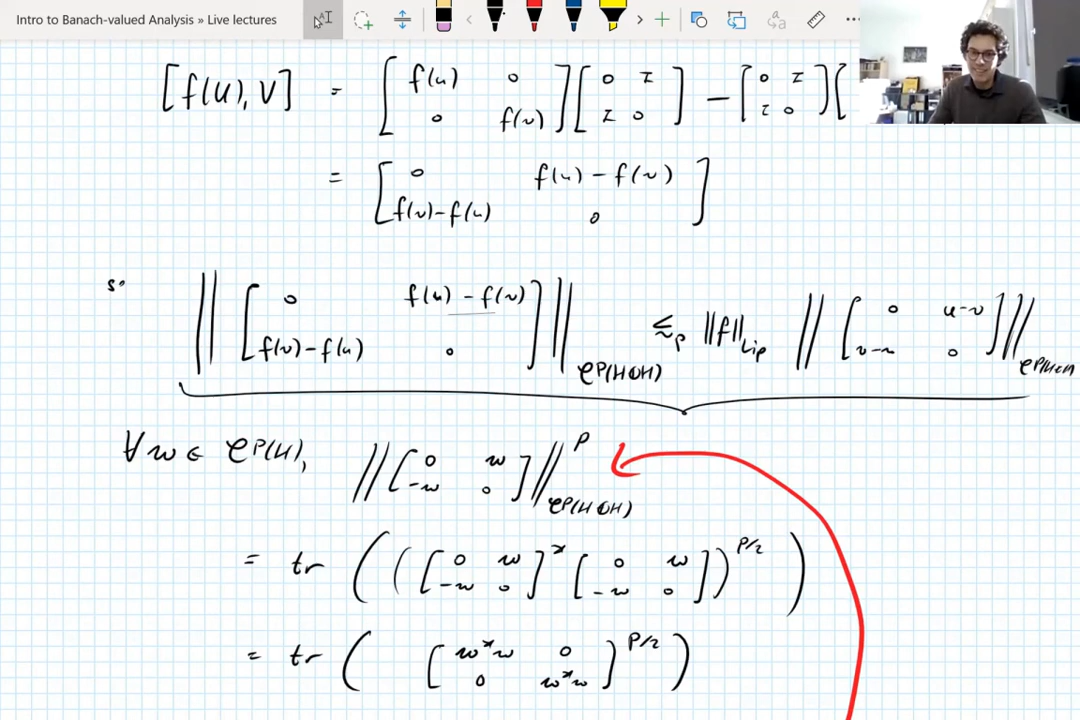 Intro to Banach-valued Analysis » Live lectures
[f(u), V] = [ f(u) 0 ; 0 f(v) ] [ 0 I ; I 0 ] − [ 0 I ; I 0 ] [
= [ 0 f(u) − f(v) ; f(v) − f(u) 0 ]
so ‖ [ 0 f(u) − f(v) ; f(v) − f(u) 0 ] ‖_{𝒞^p(H⊕H)} ≲_p ‖f‖_{Lip} ‖ [ 0 u−v ; v−u 0 ] ‖_{𝒞^p(H⊕H)}
∀ w ∈ 𝒞^p(H), ‖ [ 0 w ; −w 0 ] ‖^p_{𝒞^p(H⊕H)}
= tr ( ( [ 0 w ; −w 0 ]^* [ 0 w ; −w 0 ] )^{p/2} )
= tr ( [ w^*w 0 ; 0 w^*w ]^{p/2} )